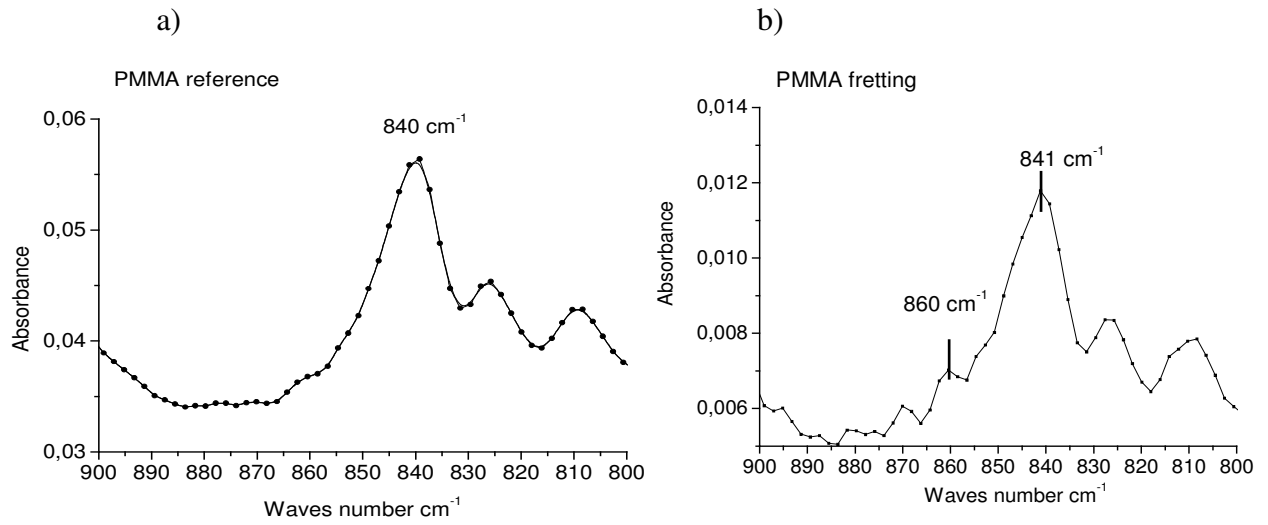 a)
PMMA reference
840 cm-1
0,06
0,05
0,04
0,03
Absorbance
900 890 880 870 860 850 840 830 820 810 800
Waves number cm-1
b)
PMMA fretting
0,014
841 cm-1
0,012
0,010
860 cm-1
0,008
0,006
Absorbance
900 890 880 870 860 850 840 830 820 810 800
Waves number cm-1